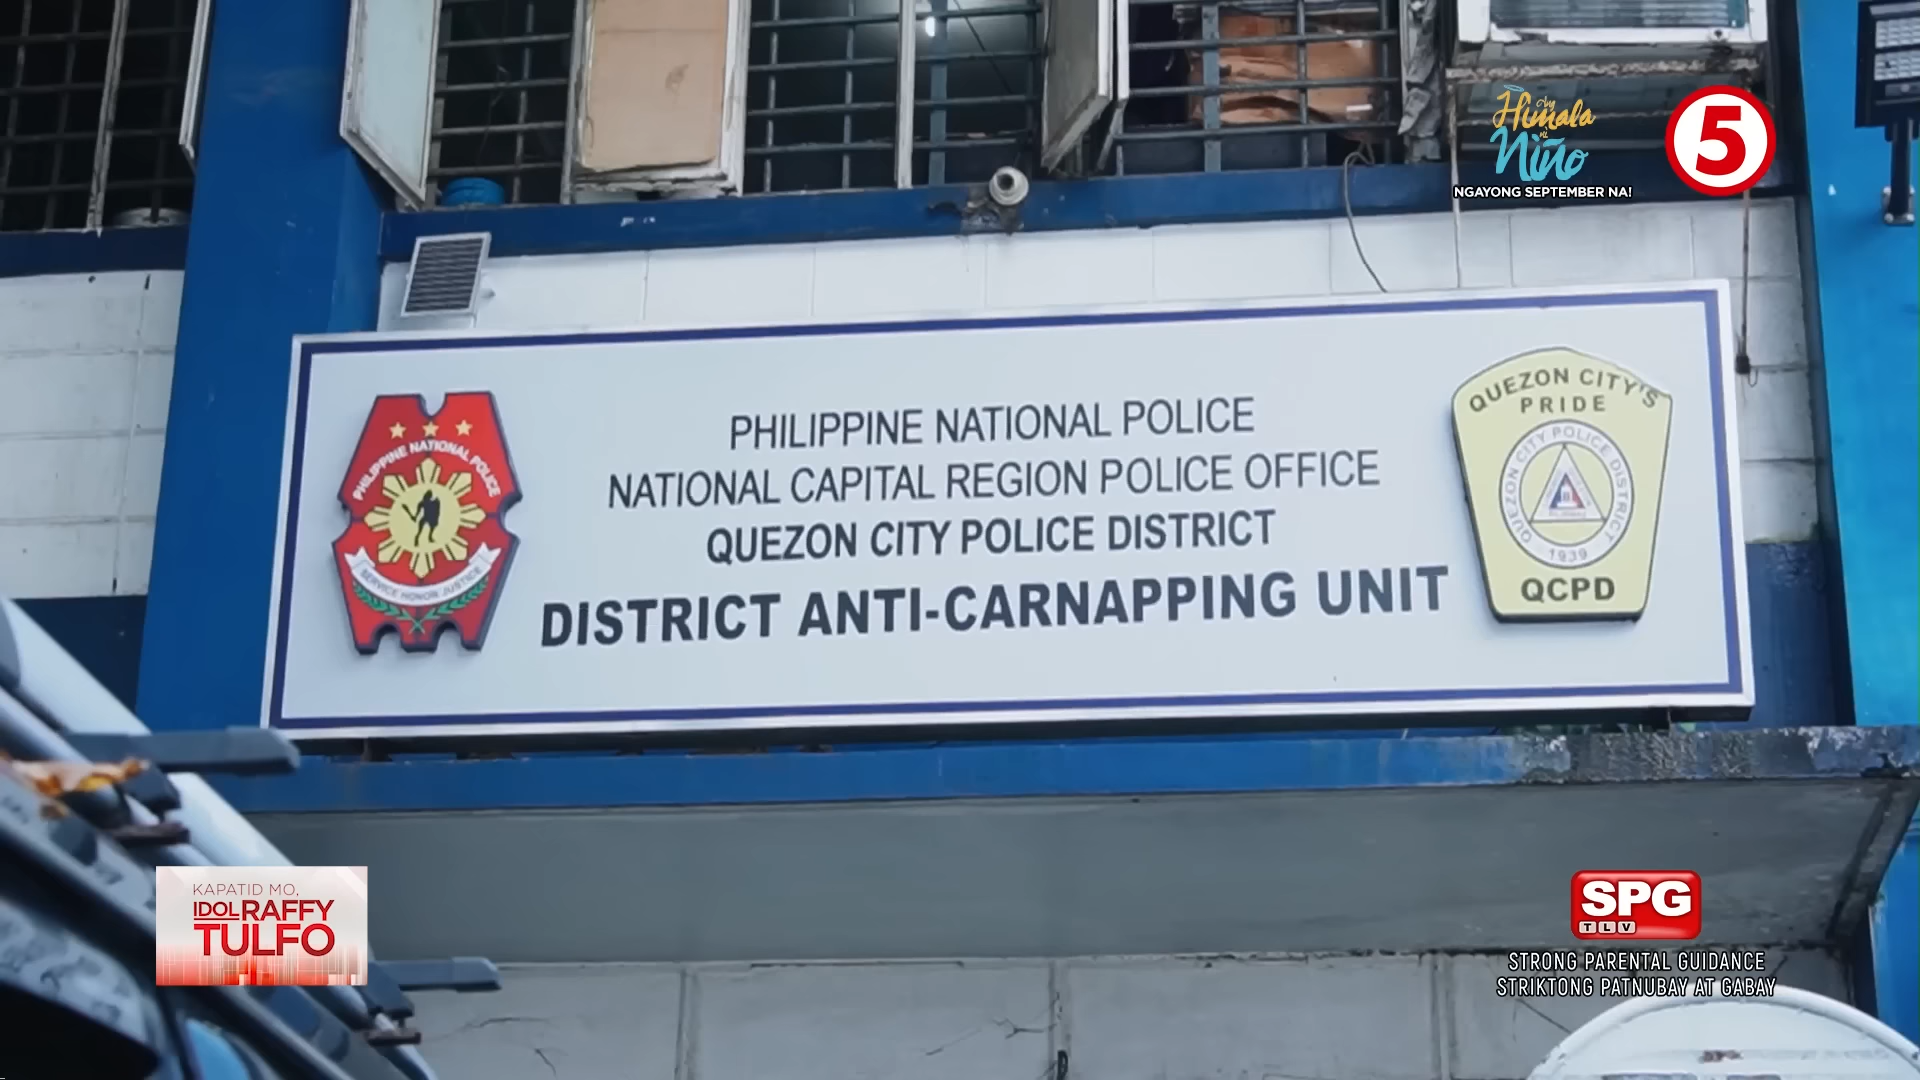 Ang
Himala
ni
Niño
NGAYONG SEPTEMBER NA!
5
PHILIPPINE NATIONAL POLICE
SERVICE HONOR JUSTICE
PHILIPPINE NATIONAL POLICE
NATIONAL CAPITAL REGION POLICE OFFICE
QUEZON CITY POLICE DISTRICT
DISTRICT ANTI-CARNAPPING UNIT
QUEZON CITY'S
PRIDE
QUEZON CITY POLICE DISTRICT
1939
QCPD
KAPATID MO,
IDOL RAFFY
TULFO
SPG
TLV
STRONG PARENTAL GUIDANCE
STRIKTONG PATNUBAY AT GABAY